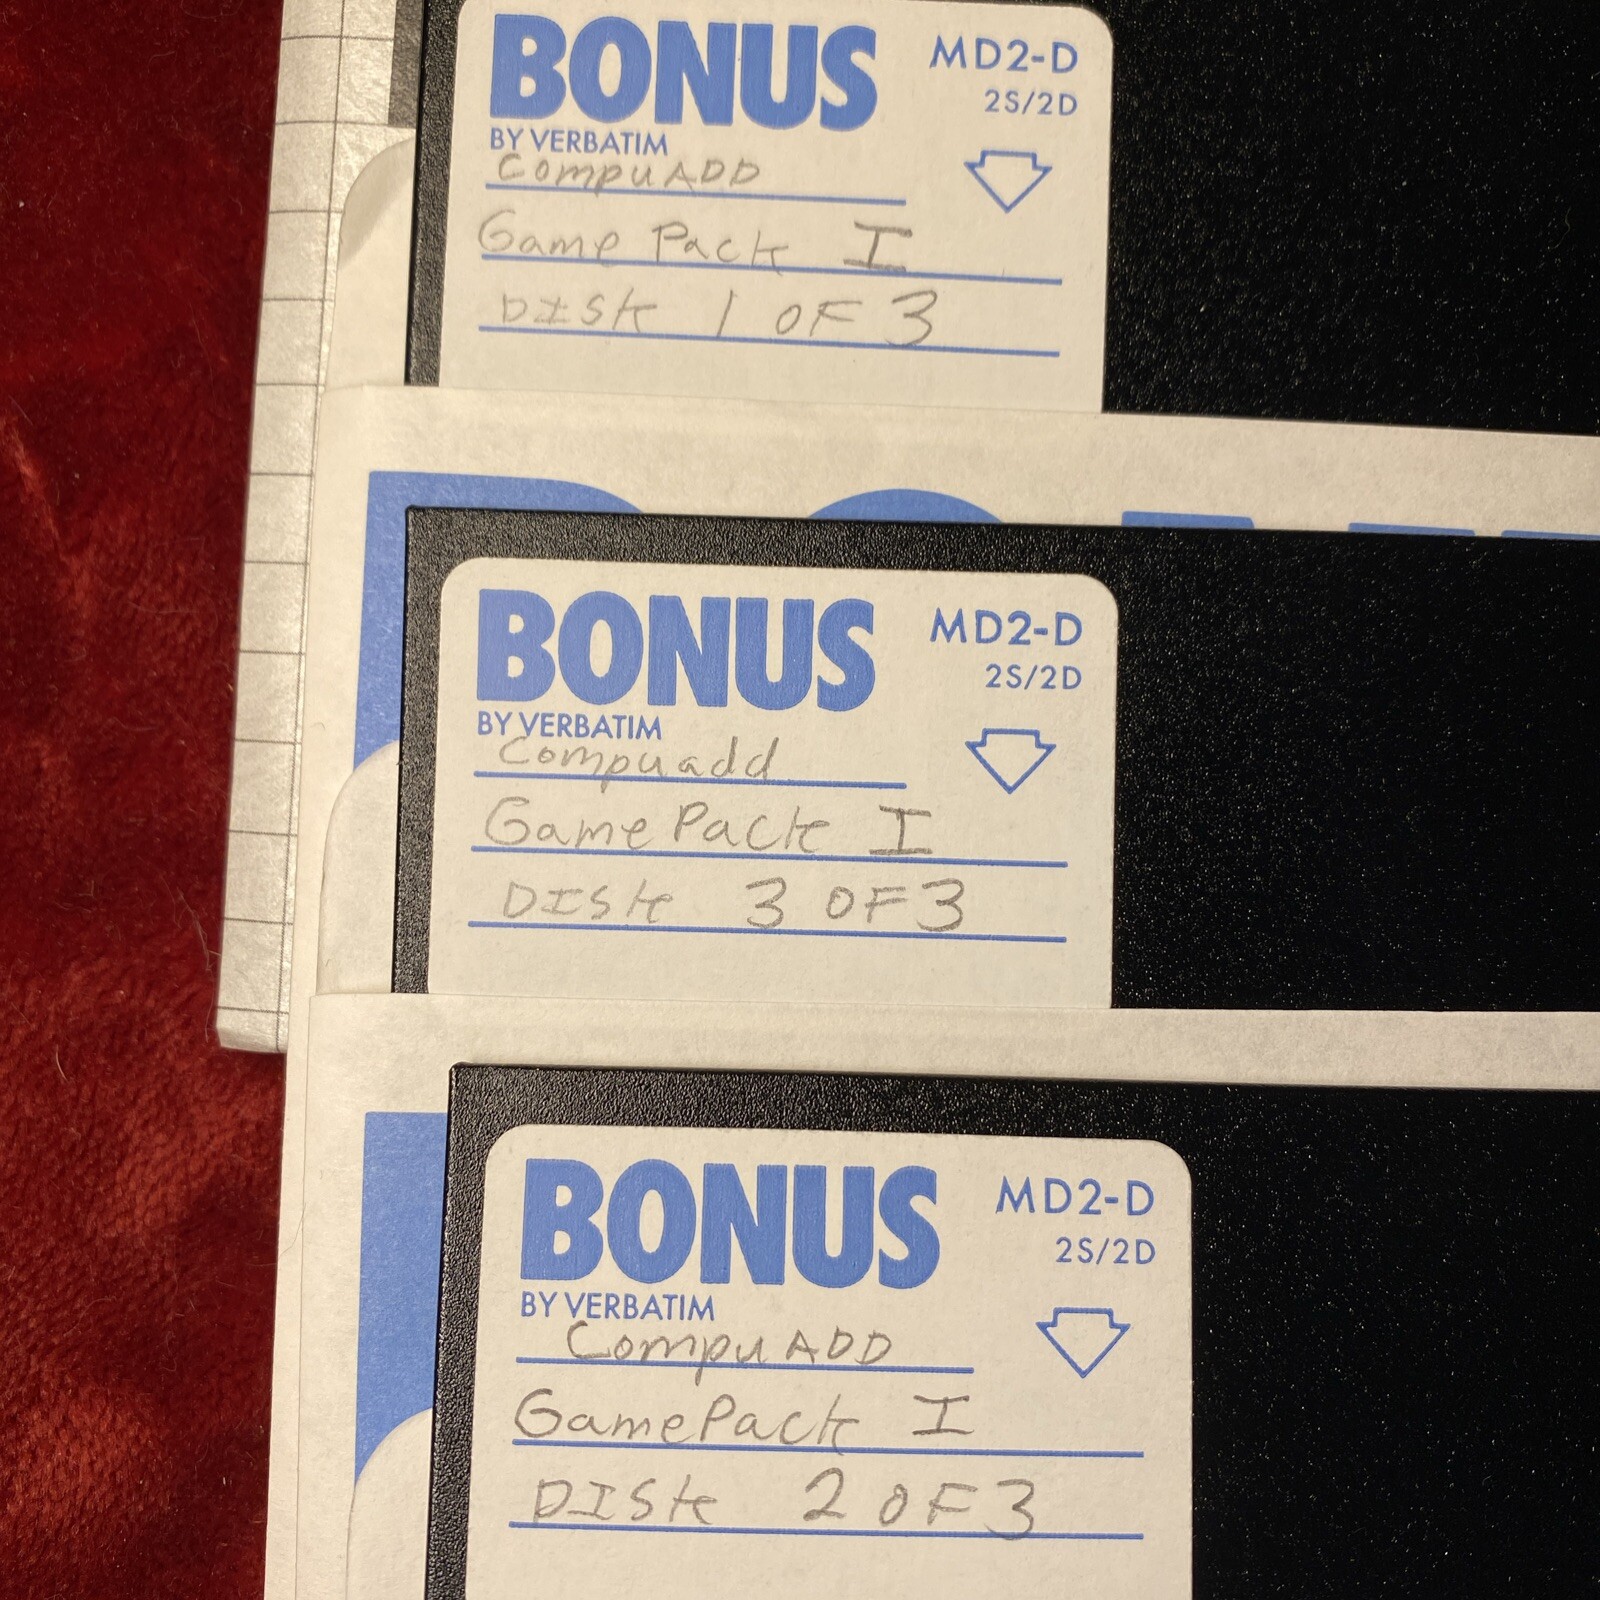 BONUS MD2-D
2S/2D
BY VERBATIM
CompuADD
Game Pack I
DISK 1 OF 3
BONUS MD2-D
2S/2D
BY VERBATIM
Compuadd
Game Pack I
DISK 3 OF 3
BONUS MD2-D
2S/2D
BY VERBATIM
CompuADD
GamePack I
DISK 2 OF 3